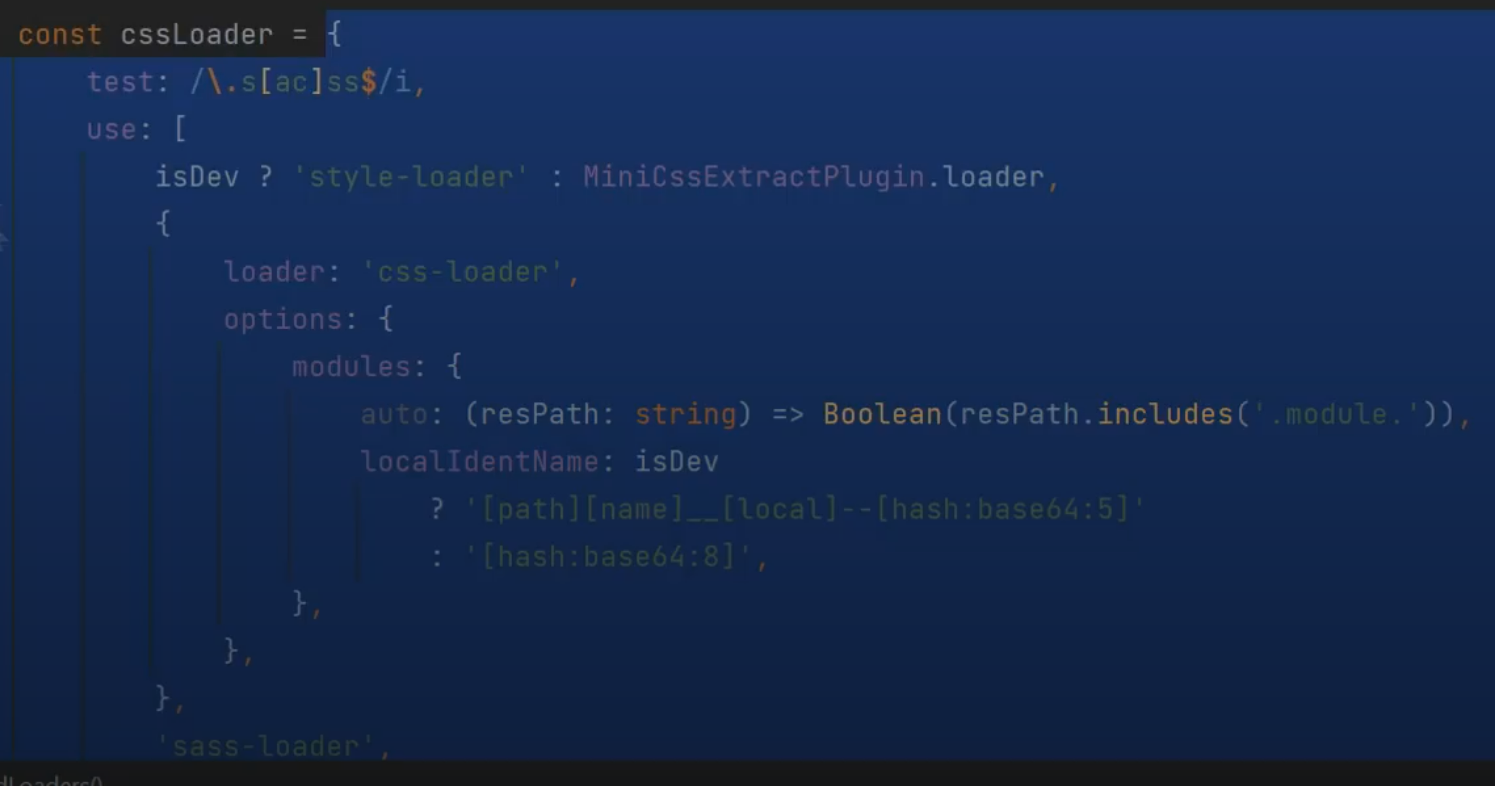 const cssLoader = {
test: /\.s[ac]ss$/i,
use: [
isDev ? 'style-loader' : MiniCssExtractPlugin.loader,
{
loader: 'css-loader',
options: {
modules: {
auto: (resPath: string) => Boolean(resPath.includes('.module.')),
localIdentName: isDev
? '[path][name]__[local]--[hash:base64:5]'
: '[hash:base64:8]',
},
},
},
'sass-loader',